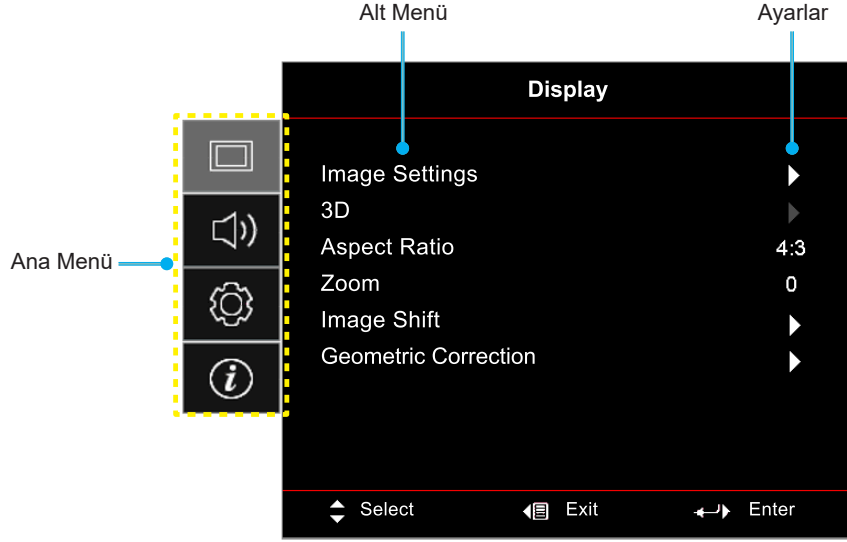 Alt Menü
Ayarlar
Display
Image Settings
3D
Aspect Ratio 4:3
Zoom 0
Image Shift
Geometric Correction
Ana Menü
Select Exit Enter